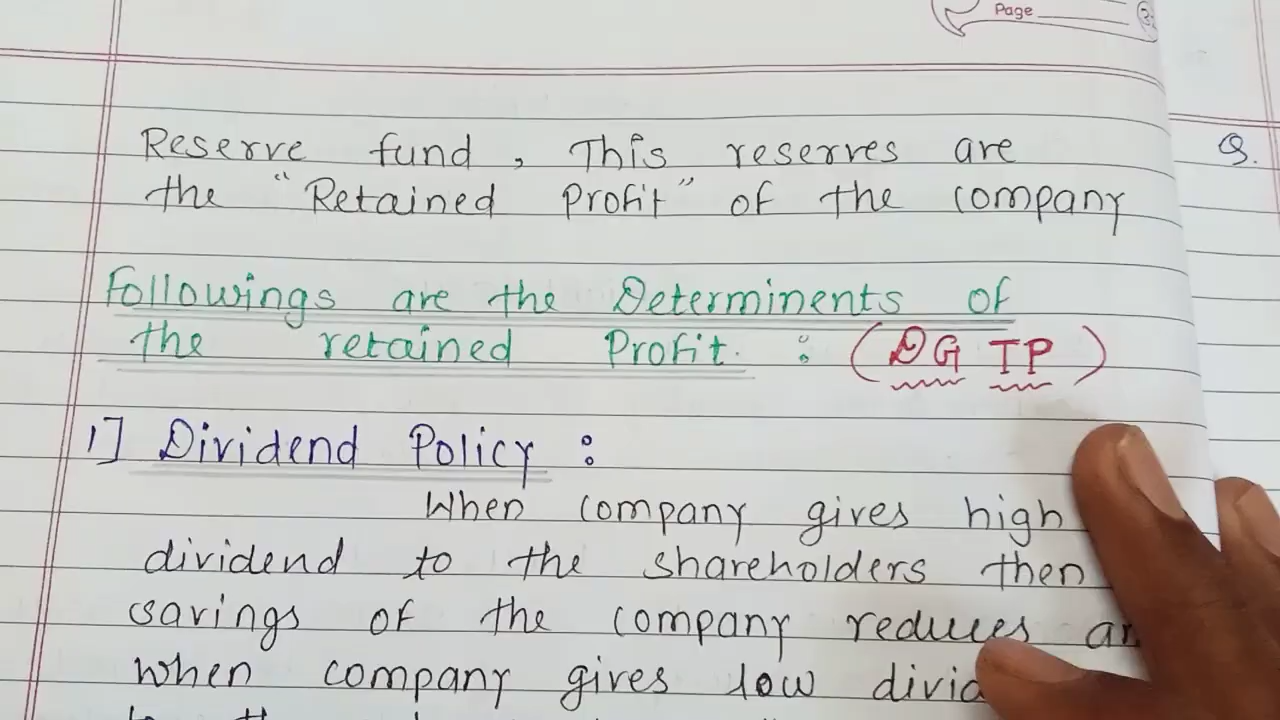 Page
Reserve fund, This reserves are
the "Retained Profit" of the company
Followings are the Determinents of
the retained Profit : (DG TP)
1] Dividend Policy :
When company gives high
dividend to the shareholders then
savings of the company reduces
when company gives low
Q.